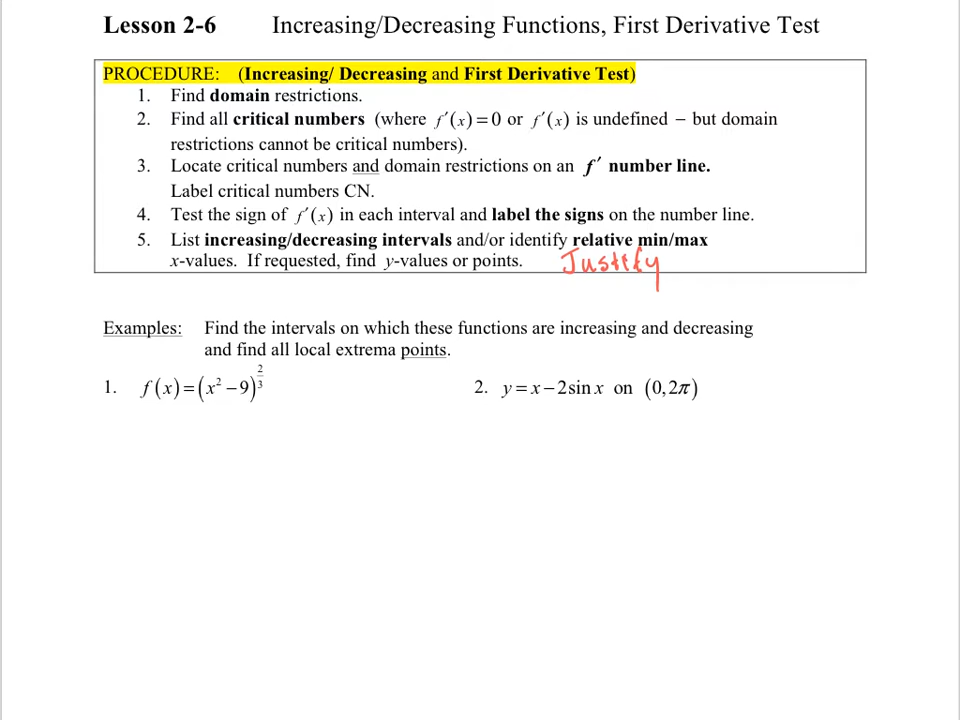 Lesson 2-6 Increasing/Decreasing Functions, First Derivative Test
PROCEDURE: (Increasing/ Decreasing and First Derivative Test)
1. Find domain restrictions.
2. Find all critical numbers (where f′(x)=0 or f′(x) is undefined – but domain
restrictions cannot be critical numbers).
3. Locate critical numbers and domain restrictions on an f′ number line.
Label critical numbers CN.
4. Test the sign of f′(x) in each interval and label the signs on the number line.
5. List increasing/decreasing intervals and/or identify relative min/max
x-values. If requested, find y-values or points. Justify
Examples: Find the intervals on which these functions are increasing and decreasing
and find all local extrema points.
1. f(x)=(x²–9)^(2/3) 2. y=x–2sin x on (0,2π)